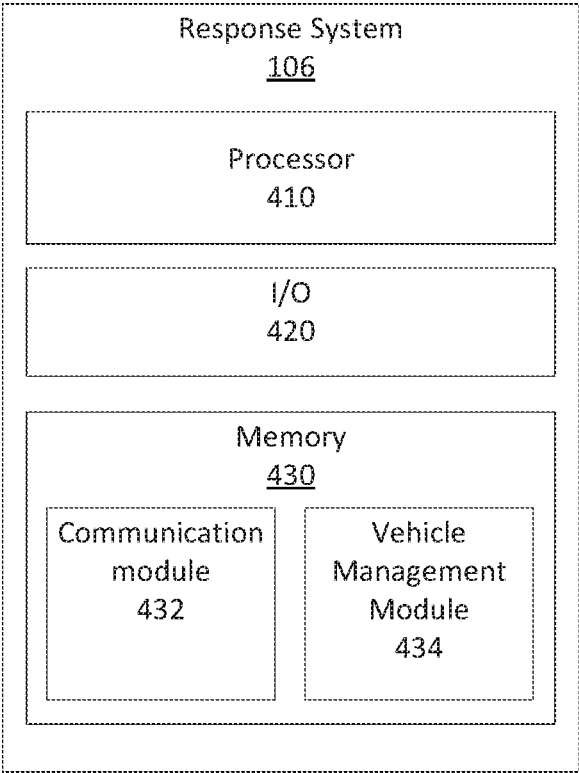 Response System
106
Processor
410
I/O
420
Memory
430
Communication
module
432
Vehicle
Management
Module
434